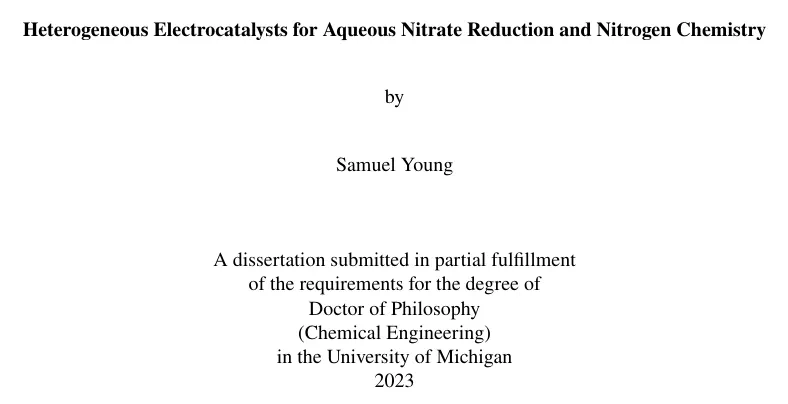 Heterogeneous Electrocatalysts for Aqueous Nitrate Reduction and Nitrogen Chemistry
by
Samuel Young
A dissertation submitted in partial fulfillment
of the requirements for the degree of
Doctor of Philosophy
(Chemical Engineering)
in the University of Michigan
2023